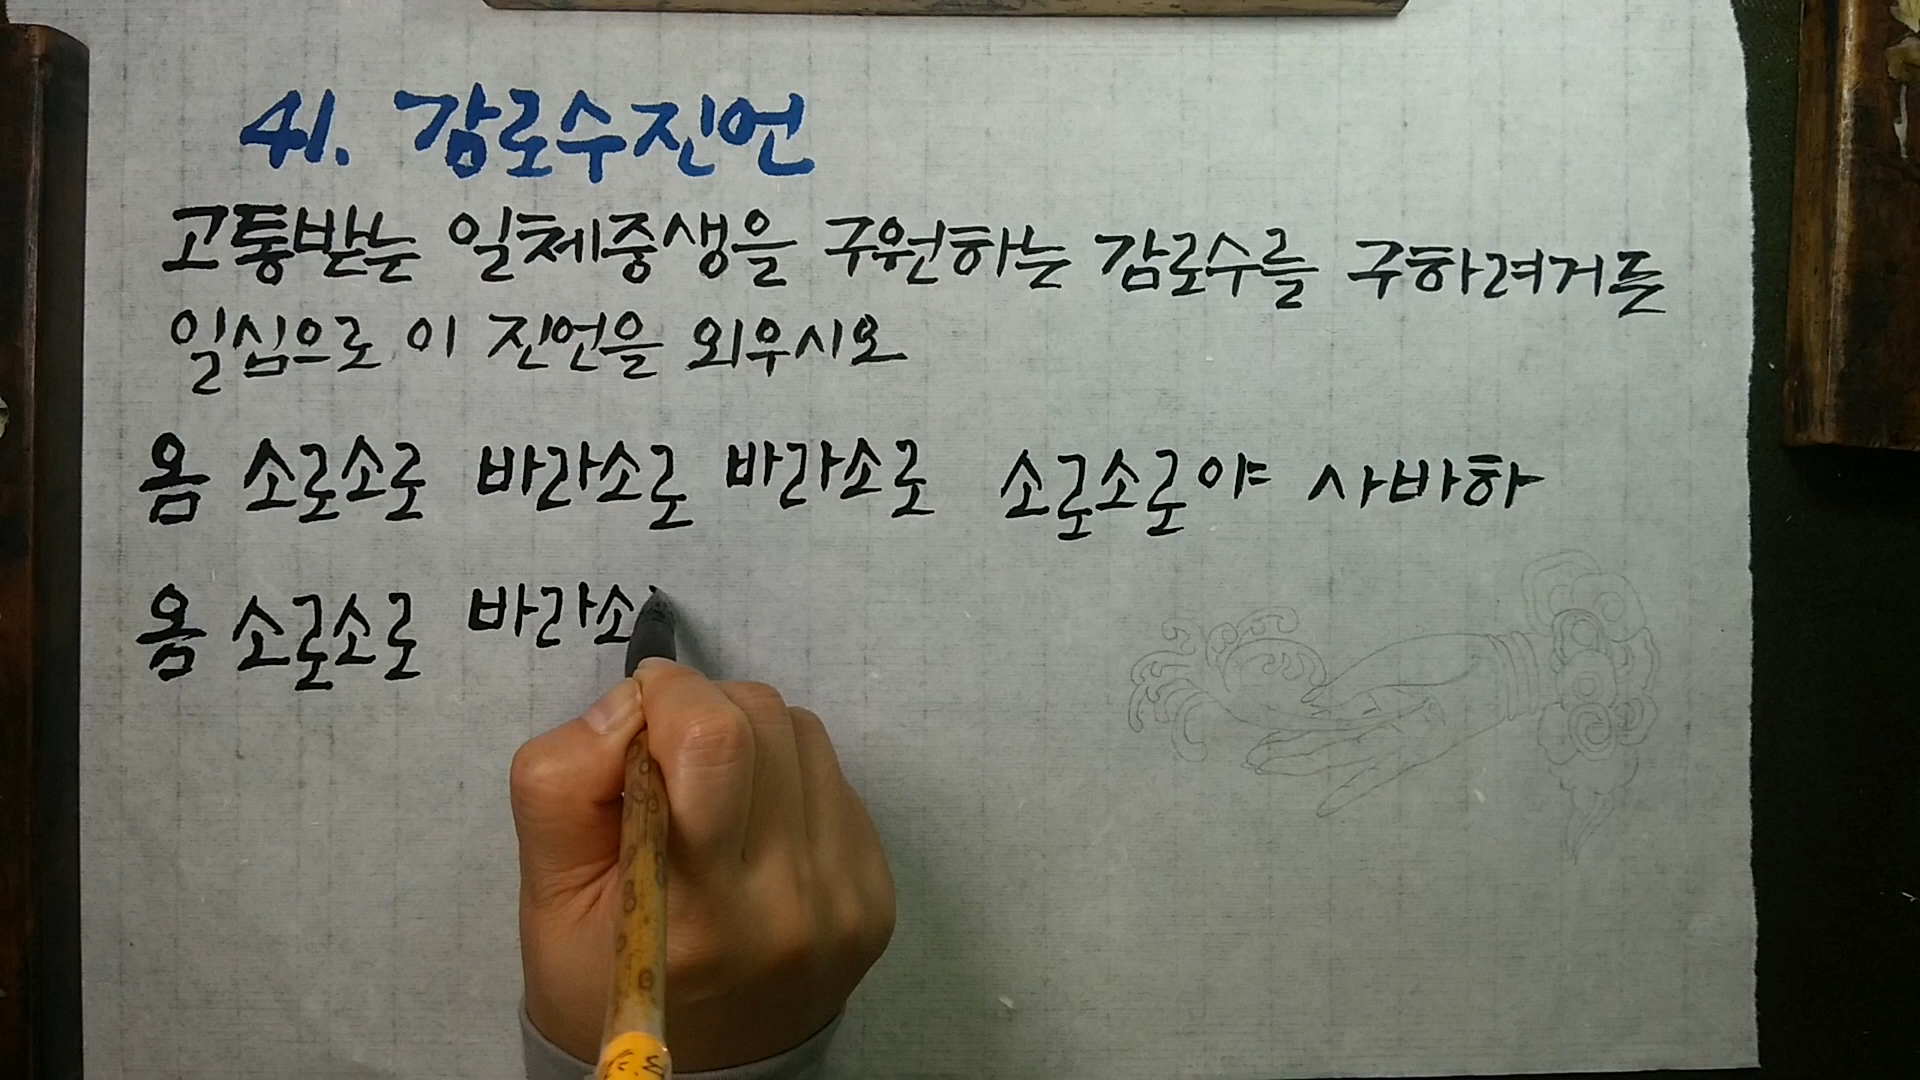 41. 감로수진언
고통받는 일체중생을 구원하는 감로수를 구하려거든
일심으로 이 진언을 외우시오
옴 소로소로 바라소로 바라소로 소로소로야 사바하
옴 소로소로 바라소